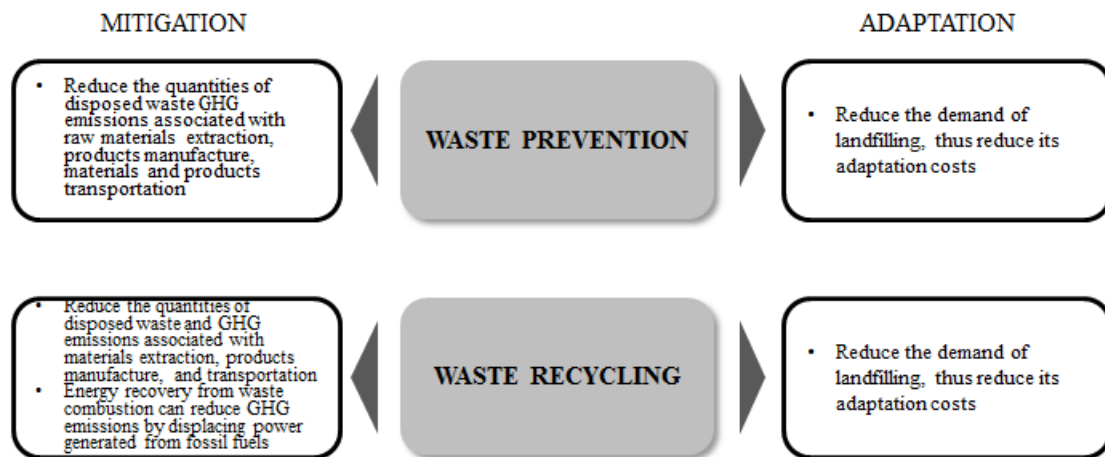 MITIGATION
ADAPTATION
• Reduce the quantities of
disposed waste GHG
emissions associated with
raw materials extraction,
products manufacture,
materials and products
transportation
WASTE PREVENTION
• Reduce the demand of
landfilling, thus reduce its
adaptation costs
• Reduce the quantities of
disposed waste and GHG
emissions associated with
materials extraction, products
manufacture, and transportation
• Energy recovery from waste
combustion can reduce GHG
emissions by displacing power
generated from fossil fuels
WASTE RECYCLING
• Reduce the demand of
landfilling, thus reduce its
adaptation costs